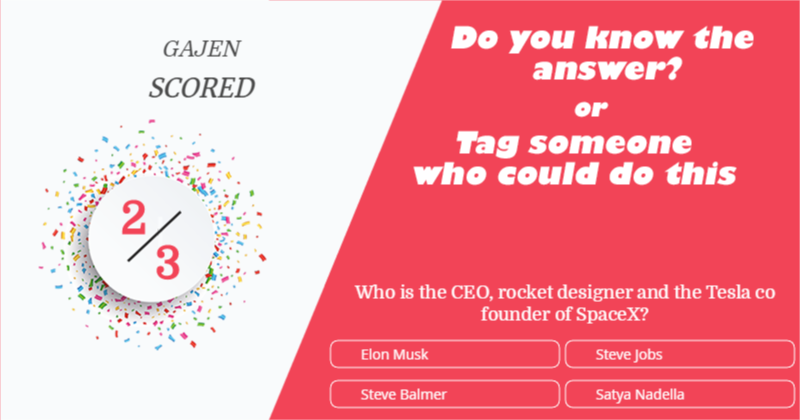 GAJEN
SCORED
2
3
Do you know the
answer?
or
Tag someone
who could do this
Who is the CEO, rocket designer and the Tesla co
founder of SpaceX?
Elon Musk
Steve Jobs
Steve Balmer
Satya Nadella